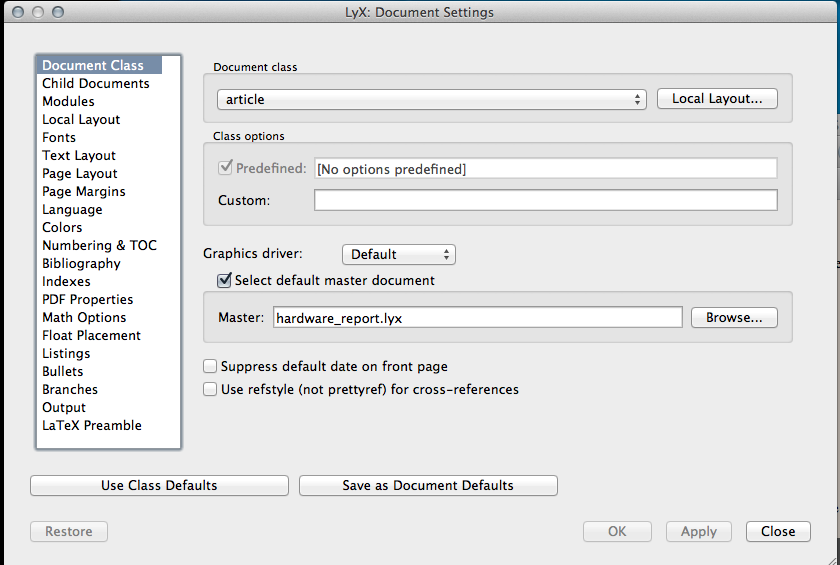 LyX: Document Settings
Document Class
Child Documents
Modules
Local Layout
Fonts
Text Layout
Page Layout
Page Margins
Language
Colors
Numbering & TOC
Bibliography
Indexes
PDF Properties
Math Options
Float Placement
Listings
Bullets
Branches
Output
LaTeX Preamble
Document class
article
Local Layout...
Class options
Predefined: [No options predefined]
Custom:
Graphics driver: Default
Select default master document
Master: hardware_report.lyx Browse...
Suppress default date on front page
Use refstyle (not prettyref) for cross-references
Use Class Defaults Save as Document Defaults
Restore OK Apply Close